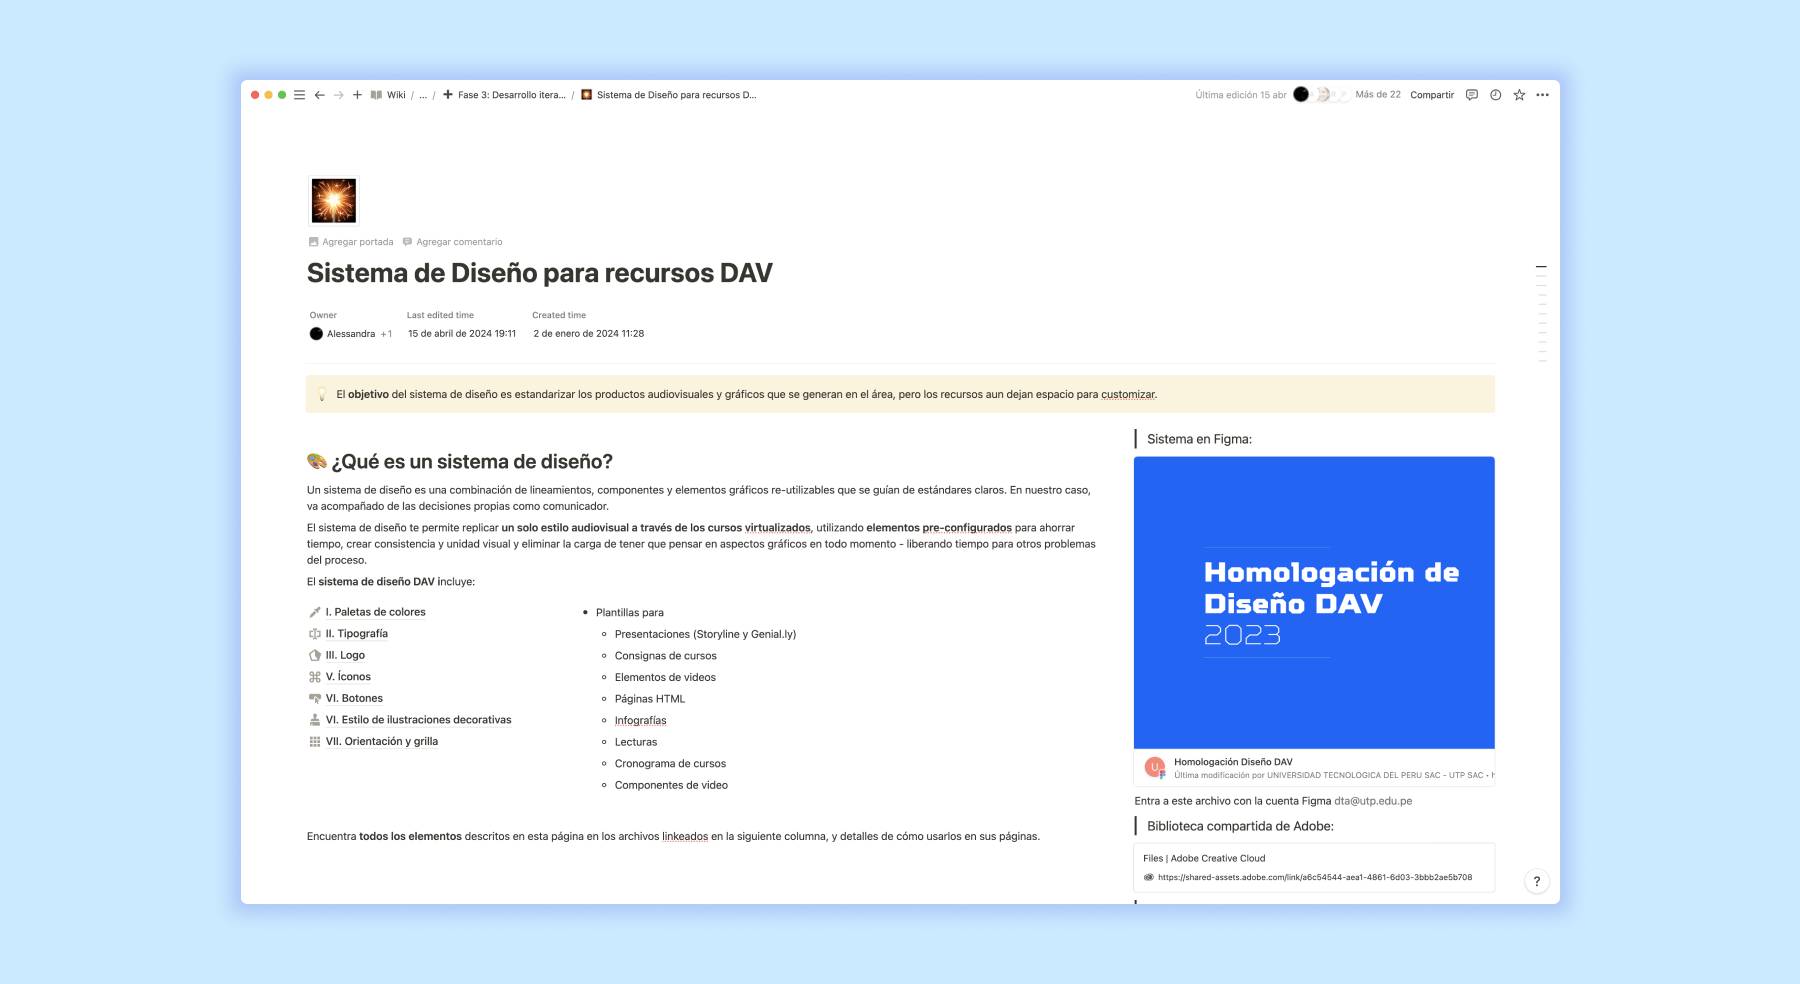 Wiki / ... / Fase 3: Desarrollo itera... / Sistema de Diseño para recursos D...
Última edición 15 abr Más de 22 Compartir
Agregar portada Agregar comentario
Sistema de Diseño para recursos DAV
Owner Last edited time Created time
Alessandra +1 15 de abril de 2024 19:11 2 de enero de 2024 11:28
El objetivo del sistema de diseño es estandarizar los productos audiovisuales y gráficos que se generan en el área, pero los recursos aun dejan espacio para customizar.
¿Qué es un sistema de diseño?
Un sistema de diseño es una combinación de lineamientos, componentes y elementos gráficos re-utilizables que se guían de estándares claros. En nuestro caso,
va acompañado de las decisiones propias como comunicador.
El sistema de diseño te permite replicar un solo estilo audiovisual a través de los cursos virtualizados, utilizando elementos pre-configurados para ahorrar
tiempo, crear consistencia y unidad visual y eliminar la carga de tener que pensar en aspectos gráficos en todo momento - liberando tiempo para otros problemas
del proceso.
El sistema de diseño DAV incluye:
I. Paletas de colores
II. Tipografía
III. Logo
V. Íconos
VI. Botones
VI. Estilo de ilustraciones decorativas
VII. Orientación y grilla
Plantillas para
Presentaciones (Storyline y Genial.ly)
Consignas de cursos
Elementos de videos
Páginas HTML
Infografías
Lecturas
Cronograma de cursos
Componentes de video
Encuentra todos los elementos descritos en esta página en los archivos linkeados en la siguiente columna, y detalles de cómo usarlos en sus páginas.
Sistema en Figma:
Homologación de
Diseño DAV
2023
U
Homologación Diseño DAV
Última modificación por UNIVERSIDAD TECNOLOGICA DEL PERU SAC - UTP SAC •
Entra a este archivo con la cuenta Figma dta@utp.edu.pe
Biblioteca compartida de Adobe:
Files | Adobe Creative Cloud
https://shared-assets.adobe.com/link/a6c54544-aea1-4861-6d03-3bbb2ae5b708
?